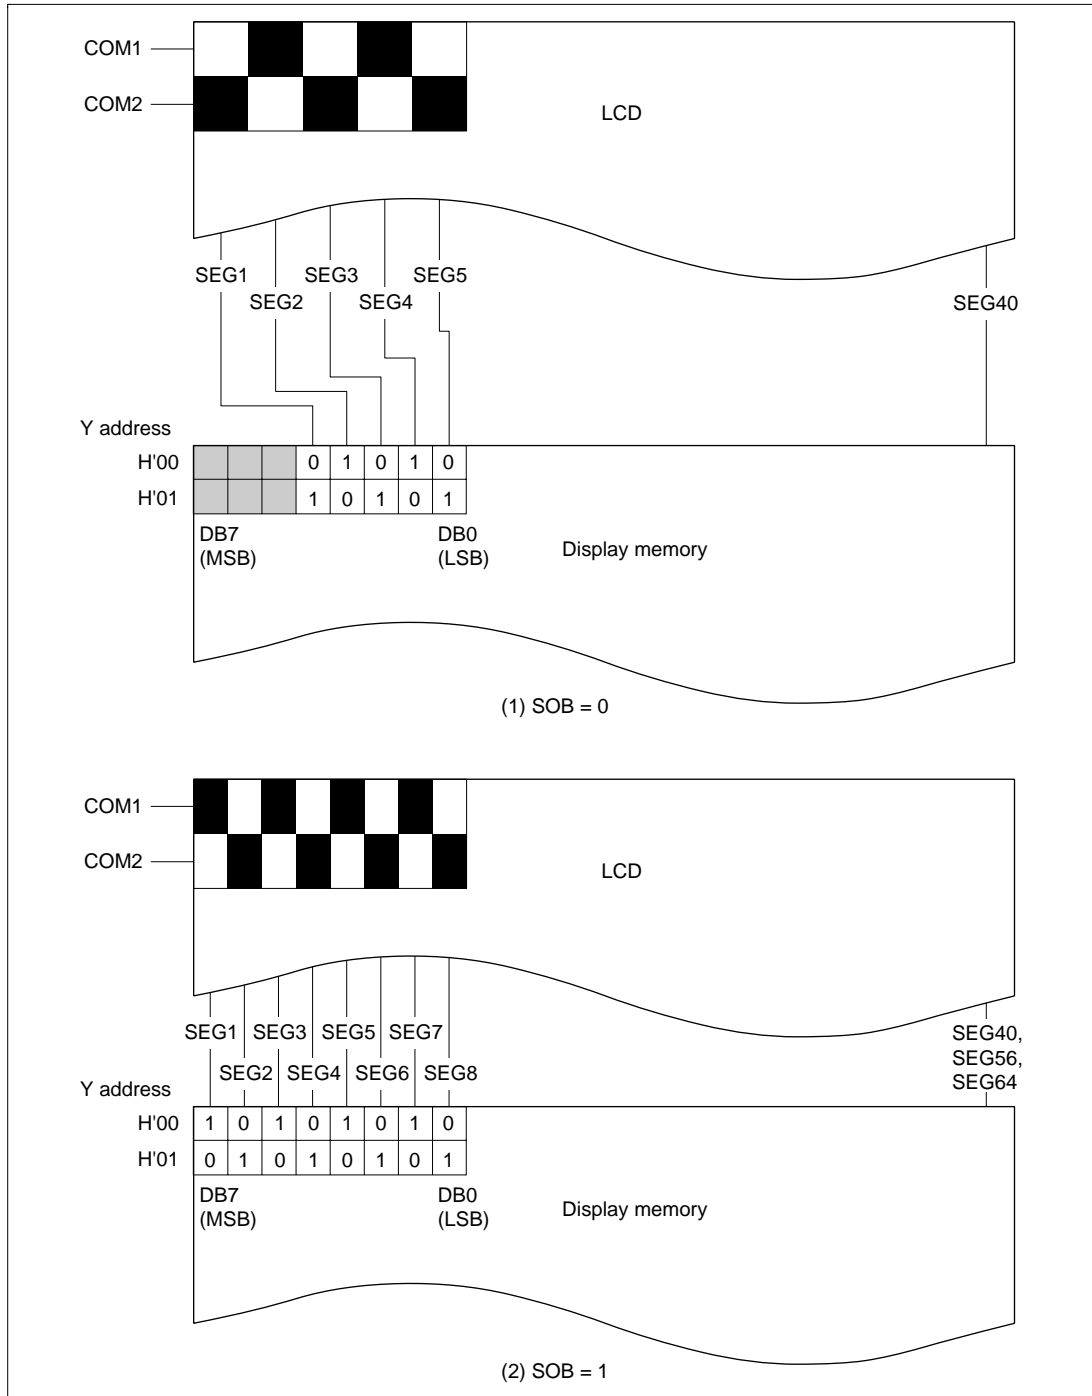 COM1
COM2
LCD
SEG1 SEG3 SEG5
SEG2 SEG4 SEG40
Y address
H'00 0 1 0 1 0
H'01 1 0 1 0 1
DB7 DB0
(MSB) (LSB)
Display memory
(1) SOB = 0
COM1
COM2
LCD
SEG1 SEG3 SEG5 SEG7
SEG2 SEG4 SEG6 SEG8
SEG40,
SEG56,
SEG64
Y address
H'00 1 0 1 0 1 0 1 0
H'01 0 1 0 1 0 1 0 1
DB7 DB0
(MSB) (LSB)
Display memory
(2) SOB = 1